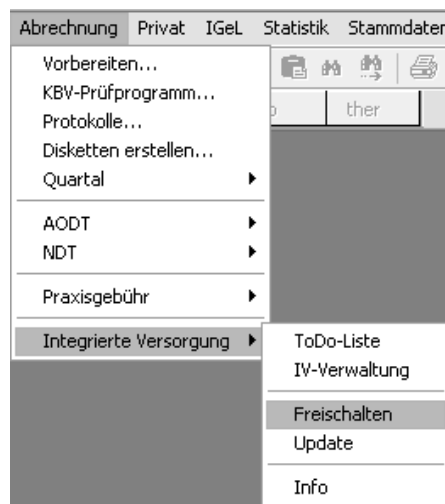 Abrechnung Privat IGeL Statistik Stammdaten
Vorbereiten...
KBV-Prüfprogramm...
Protokolle...
ther
Disketten erstellen...
Quartal
AODT
NDT
Praxisgebühr
Integrierte Versorgung
ToDo-Liste
IV-Verwaltung
Freischalten
Update
Info